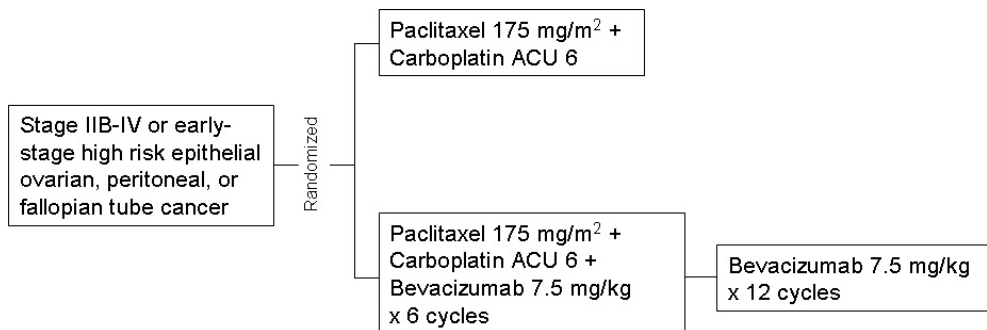 Paclitaxel 175 mg/m² +
Carboplatin ACU 6
Stage IIB-IV or early-
stage high risk epithelial
ovarian, peritoneal, or
fallopian tube cancer
Randomized
Paclitaxel 175 mg/m² +
Carboplatin ACU 6 +
Bevacizumab 7.5 mg/kg
x 6 cycles
Bevacizumab 7.5 mg/kg
x 12 cycles